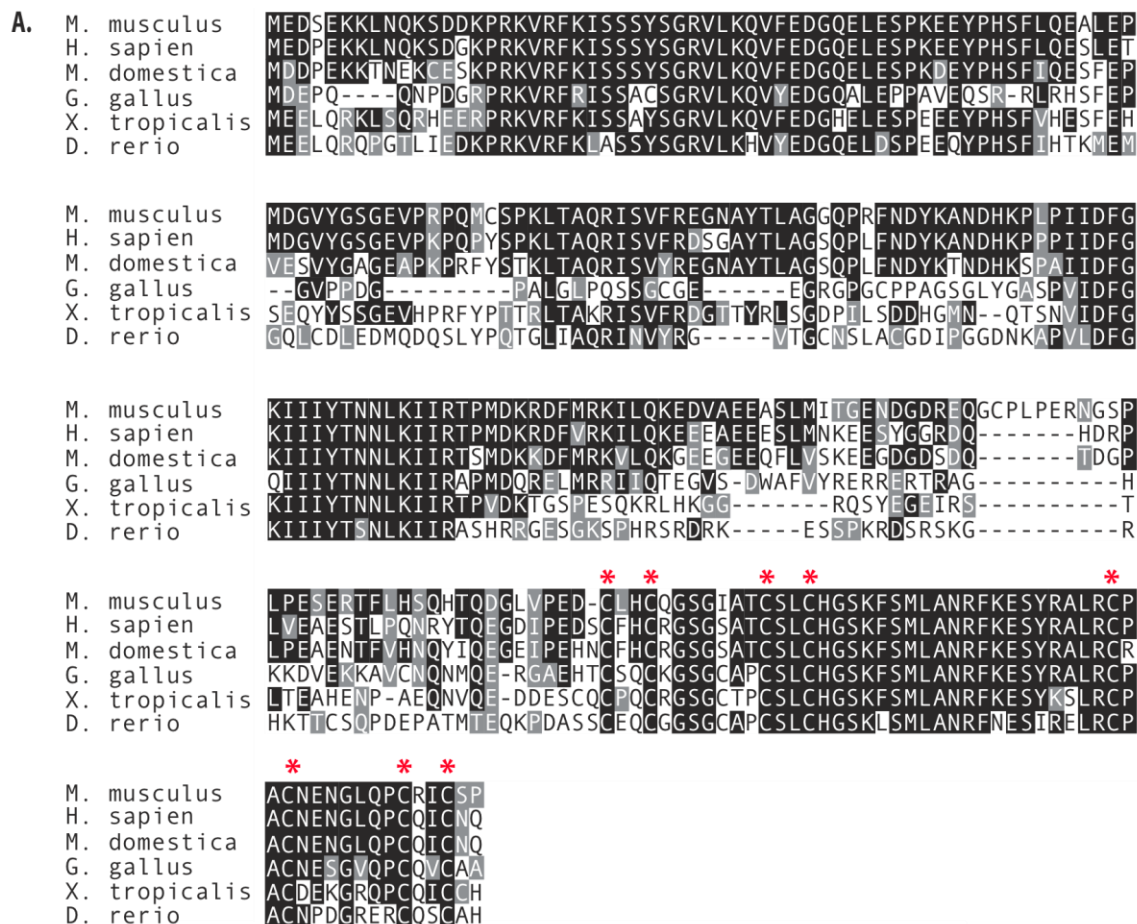 A.
M. musculus MEDSEKKLNQKSDDKPRKVRFKISSSYSGRVLKQVFEDGQELESPKEEYPHSFLQEALEP
H. sapien MEDPEKKLNQKSDGKPRKVRFKISSSYSGRVLKQVFEDGQELESPKEEYPHSFLQESLET
M. domestica MDDPEKKTNEKCESKPRKVRFKISSSYSGRVLKQVFEDGQELESPKDEYPHSFIQESFEP
G. gallus MDEPQ----QNPDGRPRKVRFRISSACSGRVLKQVYEDGQALEPPAVEQSR-RLRHSFEP
X. tropicalis MEELQRKLSQRHEERPRKVRFKISSAYSGRVLKQVFEDGHELESPEEEYPHSFVHESFEH
D. rerio MEELQRQPGTLIEDKPRKVRFKLASSYSGRVLKHVYEDGQELDSPEEQYPHSFIHTKMEM
M. musculus MDGVYGSGEVPRPQMCSPKLTAQRISVFREGNAYTLAGGQPRFNDYKANDHKPLPIIDFG
H. sapien MDGVYGSGEVPKPQPYSPKLTAQRISVFRDSGAYTLAGSQPLFNDYKANDHKPPPIIDFG
M. domestica VESVYGAGEAPKPRFYSTKLTAQRISVYREGNAYTLAGSQPLFNDYKTNDHKSPAIIDFG
G. gallus --GVPPDG---------PALGLPQSSGCGE------EGRGPGCPPAGSGLYGASPVIDFG
X. tropicalis SEQYYSSGEVHPRFYPTTRLTAKRISVFRDGTTYRLSGDPILSDDHGMN--QTSNVIDFG
D. rerio GQLCDLEDMQDQSLYPQTGLIAQRINVYRG-----VTGCNSLACGDIPGGDNKAPVLDFG
M. musculus KIIIYTNNLKIIRTPMDKRDFMRKILQKEDVAEEASLMITGENDGDREQGCPLPERNGSP
H. sapien KIIIYTNNLKIIRTPMDKRDFVRKILQKEEEAEEESLMNKEESYGGRDQ--------HDRP
M. domestica KIIIYTNNLKIIRTSMDKKDFMRKVLQKGEEGEEQFLVSKEEGDGDSDQ--------TDGP
G. gallus QIIIYTNNLKIIRAPMDQRELMRRIIQTEGVS-DWAFVYRERRERTRAG-----------H
X. tropicalis KIIIYTNNLKIIRTPVDKTGSPESQKRLHKGG------RQSYEGEIRS-----------T
D. rerio KIIIYTSNLKIIRASHRRGESGKSPHRSRDRK-----ESSPKRDSRSKG-----------R
* * * * *
M. musculus LPESERTFLHSQHTQDGLVPED-CLHCQGSGIATCSLCHGSKFSMLANRFKESYRALRCP
H. sapien LVEAESTLPQNRYTQEGDIPEDSCFHCRGSGSATCSLCHGSKFSMLANRFKESYRALRCP
M. domestica LPEAENTFVHNQYIQEGEIPEHNCFHCRGSGSATCSLCHGSKFSMLANRFKESYRALRCR
G. gallus KKDVEKKAVCNQNMQE-RGAEHTCSQCKGSGCAPCSLCHGSKFSMLANRFKESYRALRCP
X. tropicalis LTEAHENP-AEQNVQE-DDESCQCPQCRGSGCTPCSLCHGSKFSMLANRFKESYKSLRCP
D. rerio HKTTCSQPDEPATMTEQKPDASSCEQCGGSGCAPCSLCHGSKLSMLANRFNESIRELRCP
* * *
M. musculus ACNENGLQPCRICSP
H. sapien ACNENGLQPCQICNQ
M. domestica ACNENGLQPCQICNQ
G. gallus ACNESGVQPCQVCAA
X. tropicalis ACDEKGRQPCQICCH
D. rerio ACNPDGRERCQSCAH